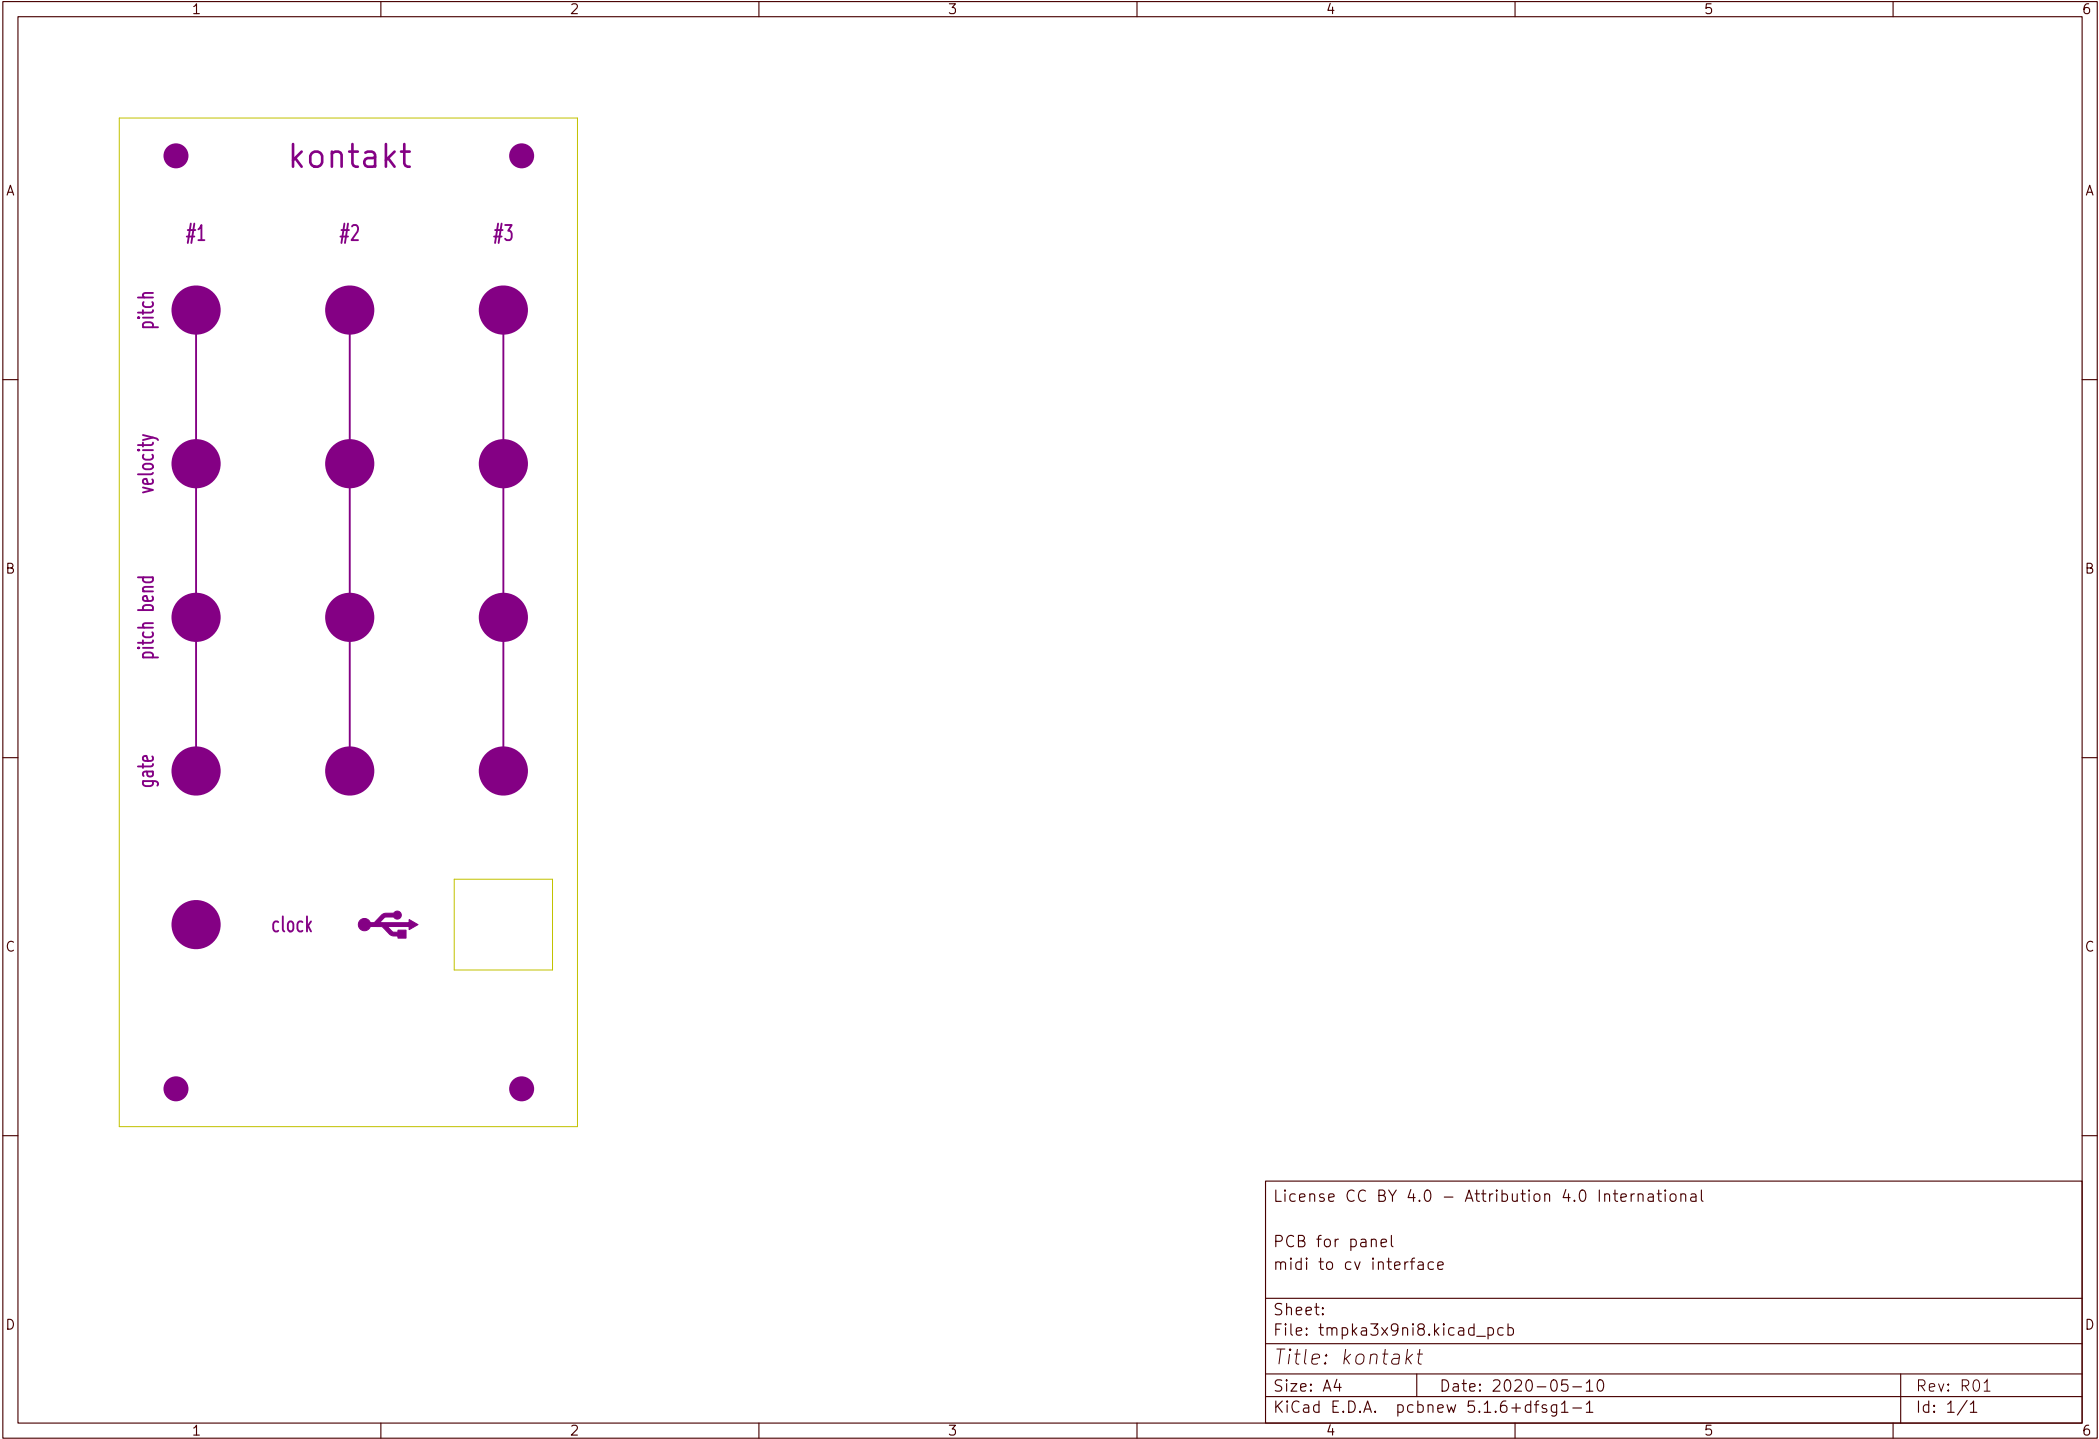 1 2 3 4 5 6
kontakt
A A
#1 #2 #3
pitch
velocity
B B
pitch bend
gate
clock
C C
License CC BY 4.0 - Attribution 4.0 International
PCB for panel
midi to cv interface
Sheet:
D D
File: tmpka3x9ni8.kicad_pcb
Title: kontakt
Size: A4 Date: 2020-05-10 Rev: R01
KiCad E.D.A. pcbnew 5.1.6+dfsg1-1 Id: 1/1
1 2 3 4 5 6